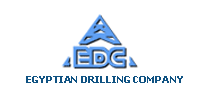 EDC
EGYPTIAN DRILLING COMPANY